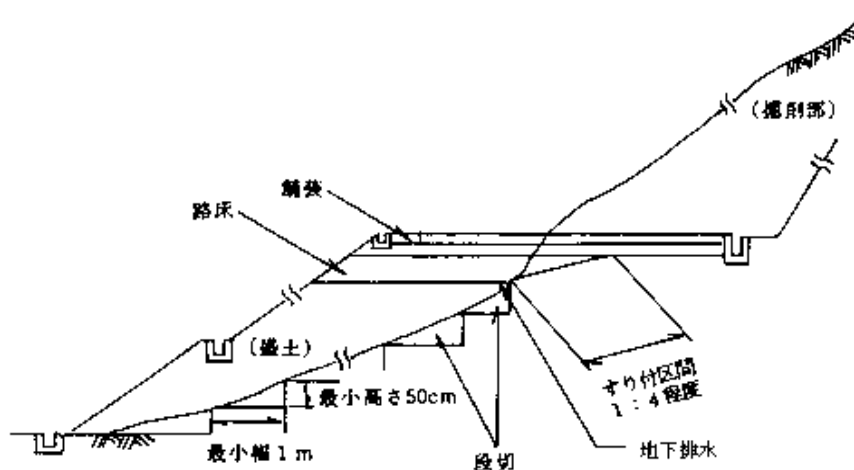 (掘削部)
舗装
路床
(盛土)
最小高さ50cm
最小幅1m
すり付区間
1:4程度
段切
地下排水